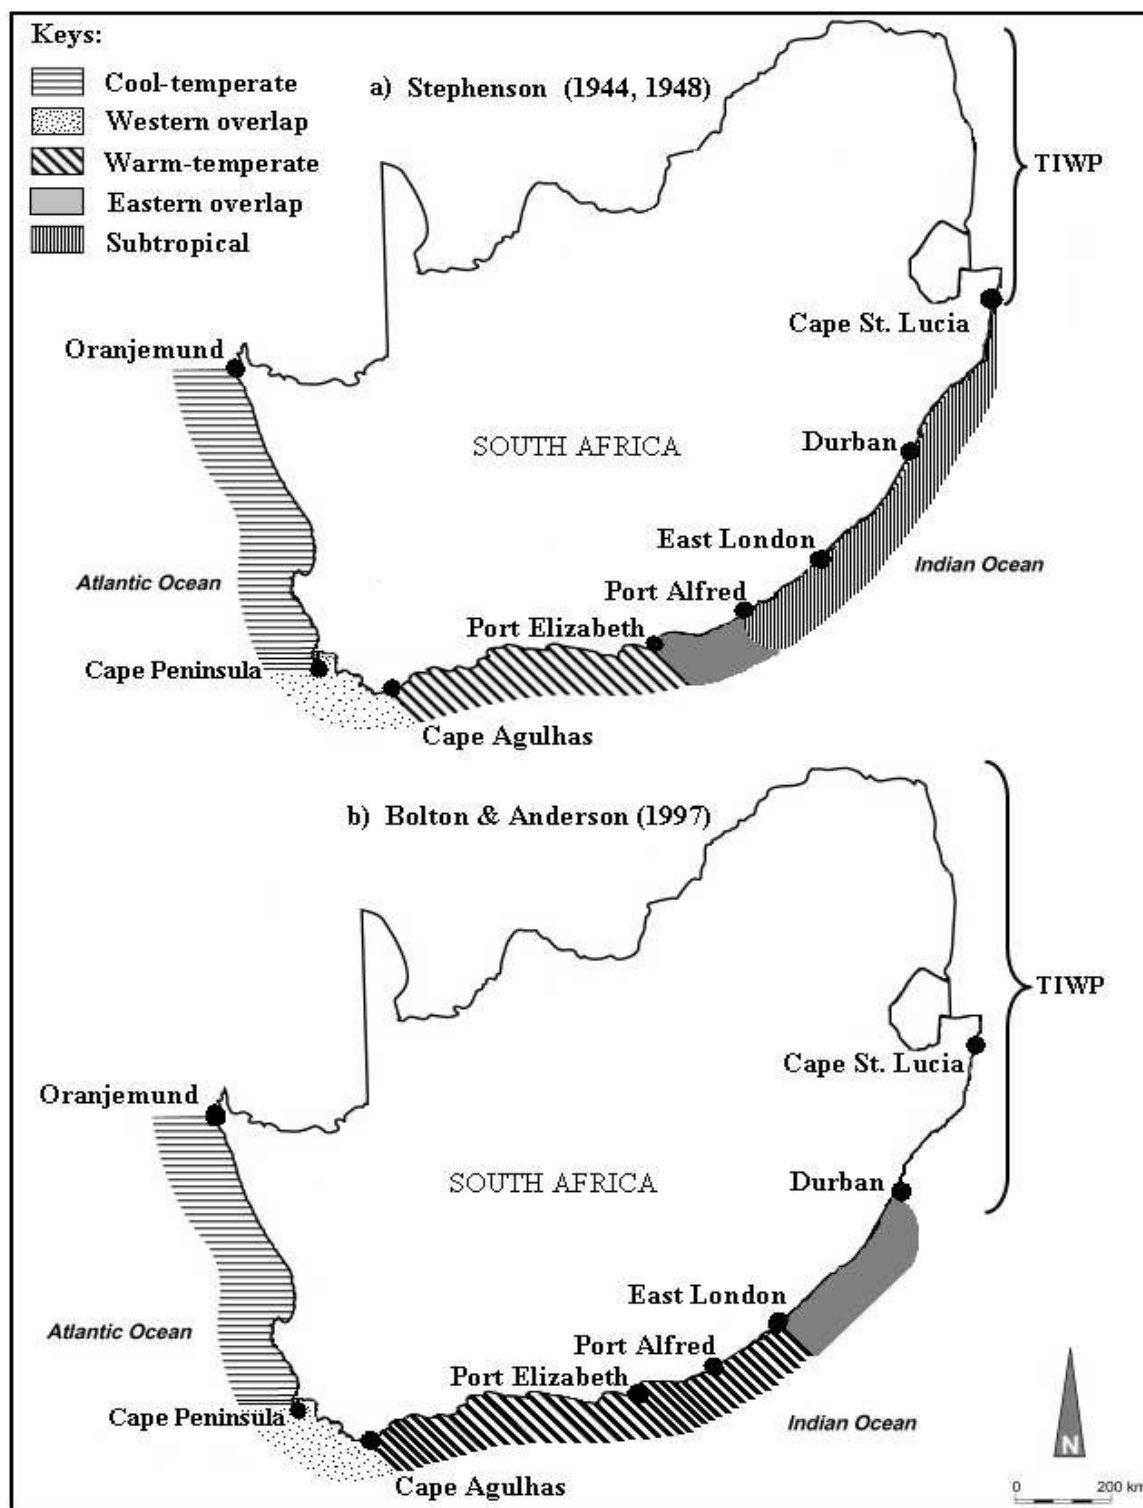 Keys:
Cool-temperate
Western overlap
Warm-temperate
Eastern overlap
Subtropical
a) Stephenson (1944, 1948)
TIWP
Cape St. Lucia
Oranjemund
Durban
SOUTH AFRICA
East London
Indian Ocean
Atlantic Ocean
Port Alfred
Port Elizabeth
Cape Peninsula
Cape Agulhas
b) Bolton & Anderson (1997)
TIWP
Cape St. Lucia
Oranjemund
Durban
SOUTH AFRICA
East London
Atlantic Ocean
Port Alfred
Port Elizabeth
Cape Peninsula
Indian Ocean
N
Cape Agulhas
0 200 km